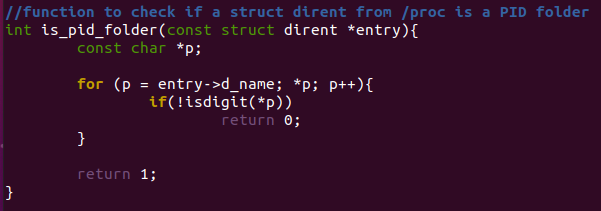 //function to check if a struct dirent from /proc is a PID folder
int is_pid_folder(const struct dirent *entry){
        const char *p;

        for (p = entry->d_name; *p; p++){
                if(!isdigit(*p))
                        return 0;
        }

        return 1;
}